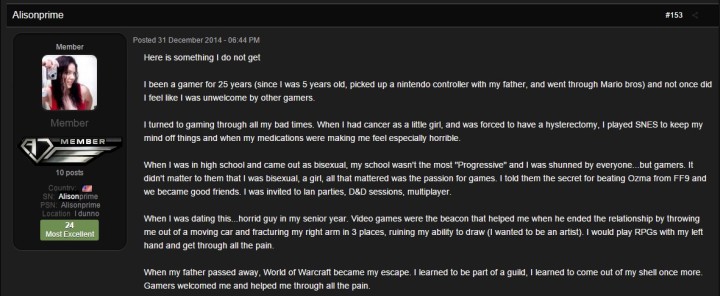 Alisonprime
#153
Member
Posted 31 December 2014 - 06:44 PM
Member
MEMBER
10 posts
Country:
SN: Alisonprime
PSN: Alisonprime
Location I dunno
24
Most Excellent
Here is something I do not get
I been a gamer for 25 years (since I was 5 years old, picked up a nintendo controller with my father, and went through Mario bros) and not once did
I feel like I was unwelcome by other gamers.
I turned to gaming through all my bad times. When I had cancer as a little girl, and was forced to have a hysterectomy, I played SNES to keep my
mind off things and when my medications were making me feel especially horrible.
When I was in high school and came out as bisexual, my school wasn't the most "Progressive" and I was shunned by everyone...but gamers. It
didn't matter to them that I was bisexual, a girl, all that mattered was the passion for games. I told them the secret for beating Ozma from FF9 and
we became good friends. I was invited to lan parties, D&D sessions, multiplayer.
When I was dating this...horrid guy in my senior year. Video games were the beacon that helped me when he ended the relationship by throwing
me out of a moving car and fracturing my right arm in 3 places, ruining my ability to draw (I wanted to be an artist). I would play RPGs with my left
hand and get through all the pain.
When my father passed away, World of Warcraft became my escape. I learned to be part of a guild, I learned to come out of my shell once more.
Gamers welcomed me and helped me through all the pain.